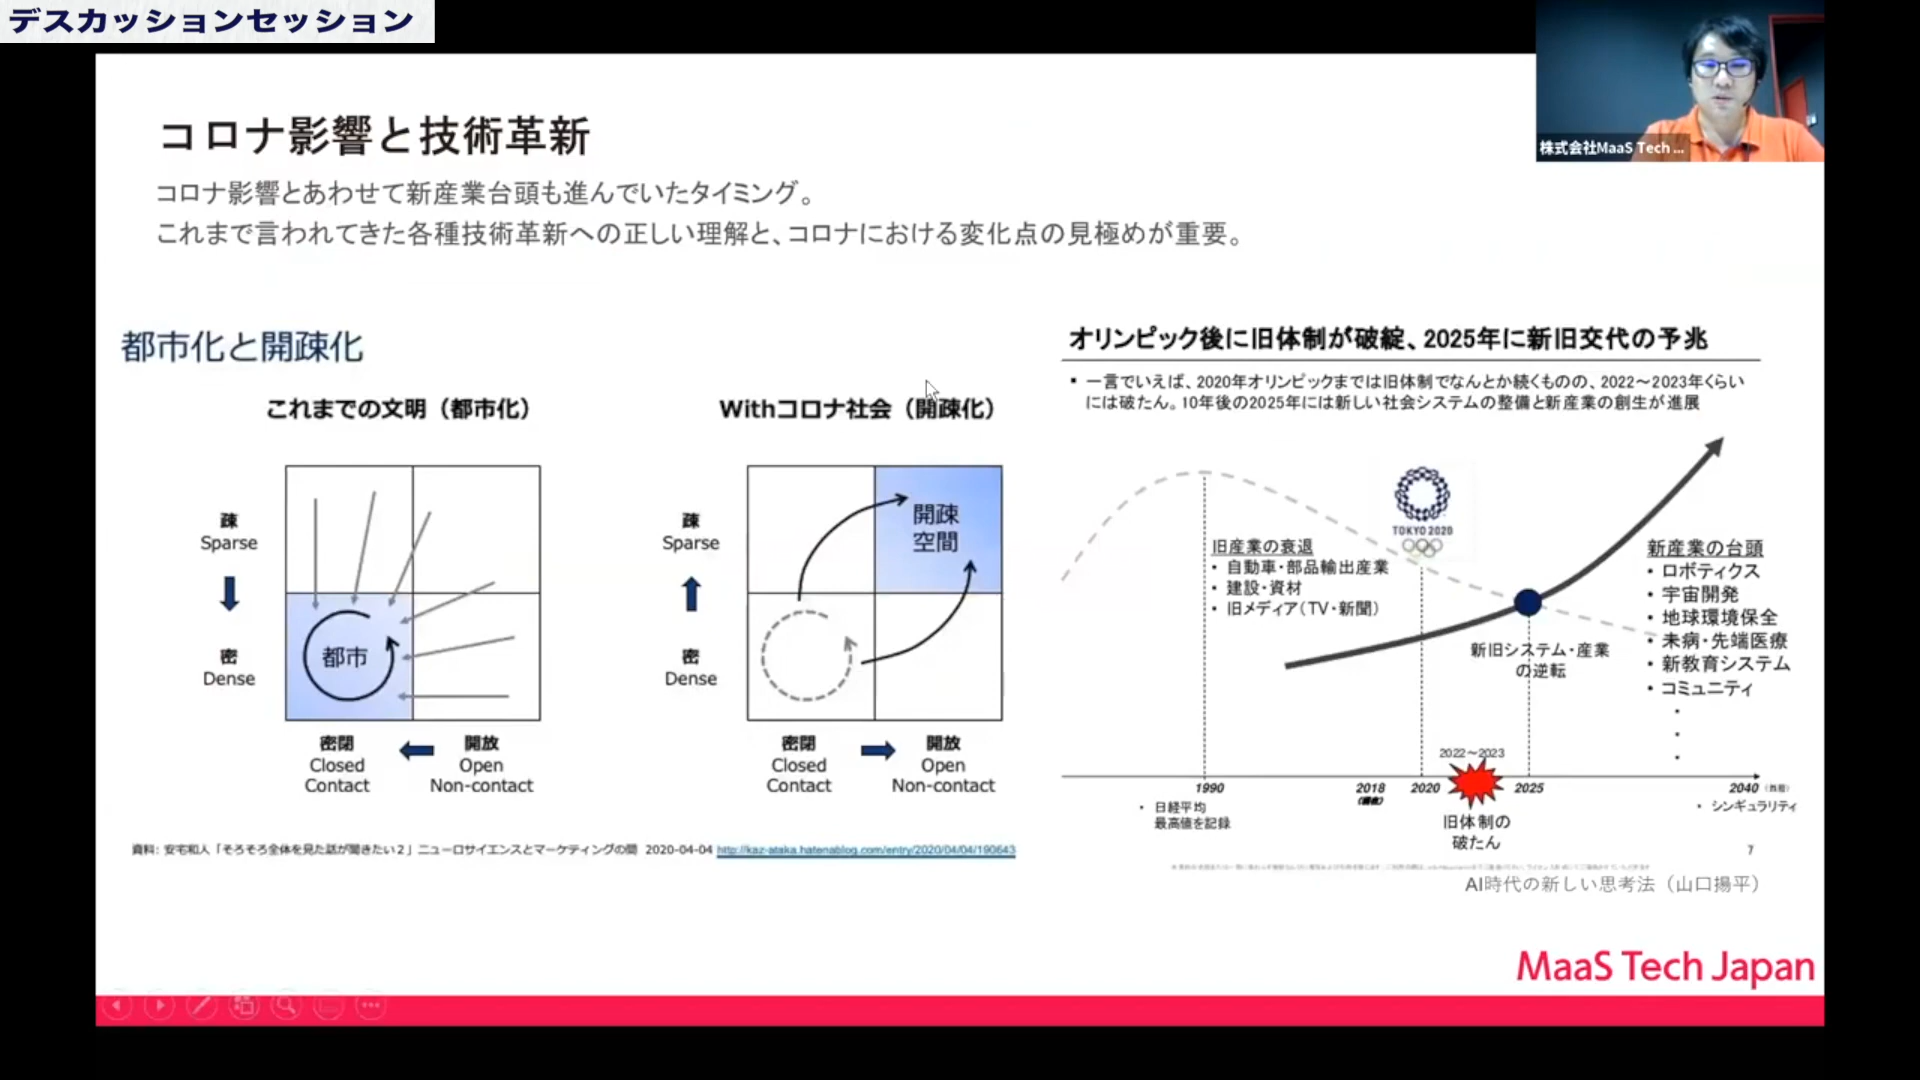 デスカッションセッション
株式会社MaaS Tech ...
コロナ影響と技術革新
コロナ影響とあわせて新産業台頭も進んでいたタイミング。
これまで言われてきた各種技術革新への正しい理解と、コロナにおける変化点の見極めが重要。
都市化と開疎化
これまでの文明（都市化）
疎
Sparse
密
Dense
都市
密閉
Closed
Contact
開放
Open
Non-contact
Withコロナ社会（開疎化）
疎
Sparse
密
Dense
開疎
空間
密閉
Closed
Contact
開放
Open
Non-contact
資料: 安宅和人「そろそろ全体を見た話が聞きたい２」ニューロサイエンスとマーケティングの間 2020-04-04 http://kaz-ataka.hatenablog.com/entry/2020/04/04/190643
オリンピック後に旧体制が破綻、2025年に新旧交代の予兆
▪ 一言でいえば、2020年オリンピックまでは旧体制でなんとか続くものの、2022～2023年くらい
には破たん。10年後の2025年には新しい社会システムの整備と新産業の創生が進展
TOKYO 2020
旧産業の衰退
・ 自動車・部品輸出産業
・ 建設・資材
・ 旧メディア（TV・新聞）
新産業の台頭
・ ロボティクス
・ 宇宙開発
・ 地球環境保全
・ 未病・先端医療
・ 新教育システム
・ コミュニティ
・
・
・
新旧システム・産業
の逆転
2022～2023
1990
2018
2020
2025
2040
・ 日経平均
最高値を記録
・ シンギュラリティ
旧体制の
破たん
7
AI時代の新しい思考法（山口揚平）
MaaS Tech Japan